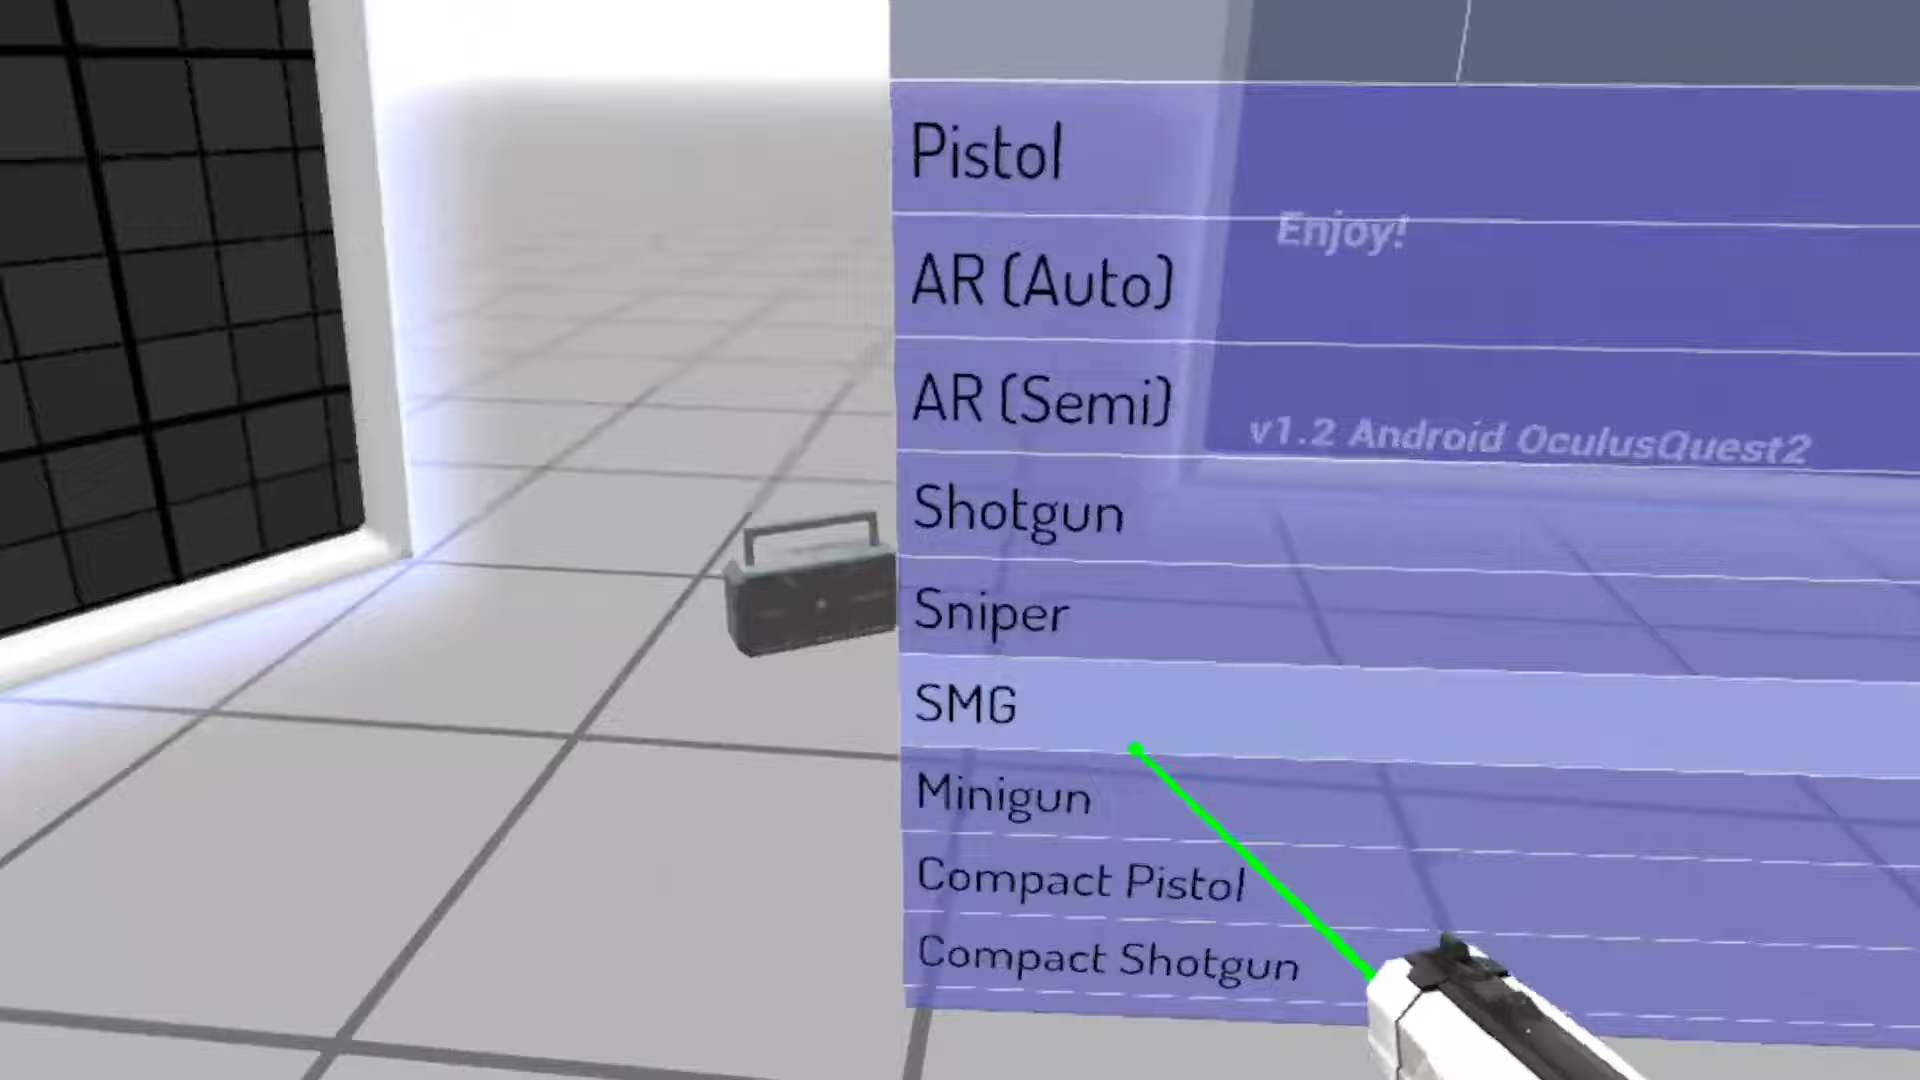 Pistol
Enjoy!
AR (Auto)
AR (Semi)
v1.2 Android OculusQuest2
Shotgun
Sniper
SMG
Minigun
Compact Pistol
Compact Shotgun